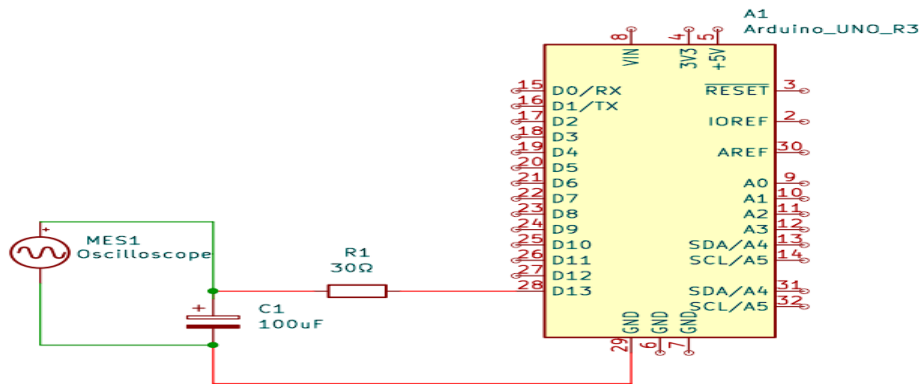 A1
Arduino_UNO_R3
8 4 5
VIN 3V3 +5V
15 D0/RX RESET 3
16 D1/TX
17 D2 IOREF 2
18 D3
19 D4 AREF 30
20 D5
21 D6 A0 9
22 D7 A1 10
23 D8 A2 11
24 D9 A3 12
25 D10 SDA/A4 13
26 D11 SCL/A5 14
27 D12
28 D13 SDA/A4 31
SCL/A5 32
GND GND GND
29 6 7
+
MES1
Oscilloscope
R1
30Ω
+
C1
100uF